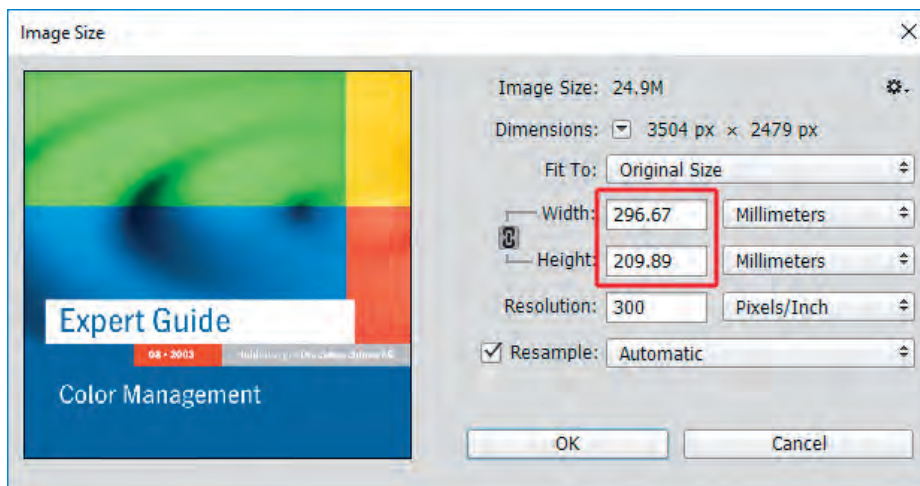 Image Size
Image Size: 24.9M
Dimensions: 3504 px × 2479 px
Fit To: Original Size
Width: 296.67 Millimeters
Height: 209.89 Millimeters
Resolution: 300 Pixels/Inch
Resample: Automatic
OK Cancel
Expert Guide
08 • 2003
Color Management